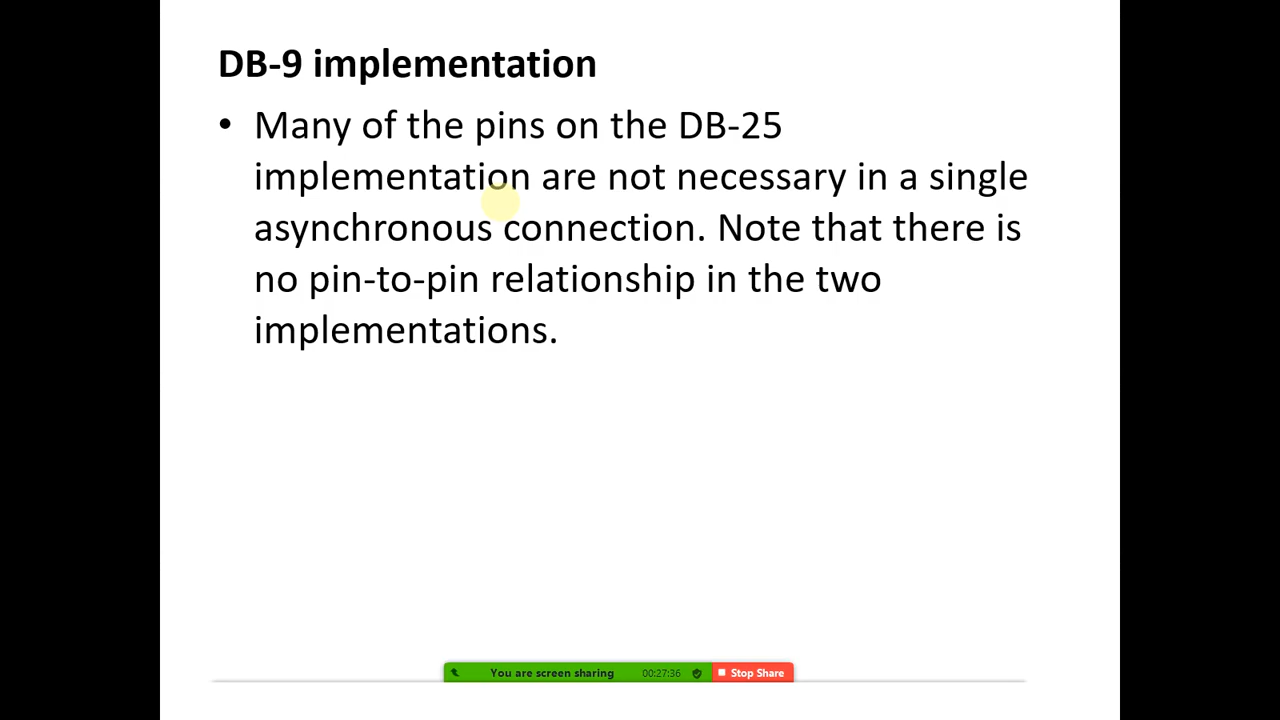 DB-9 implementation
• Many of the pins on the DB-25
implementation are not necessary in a single
asynchronous connection. Note that there is
no pin-to-pin relationship in the two
implementations.
You are screen sharing 00:27:36 Stop Share